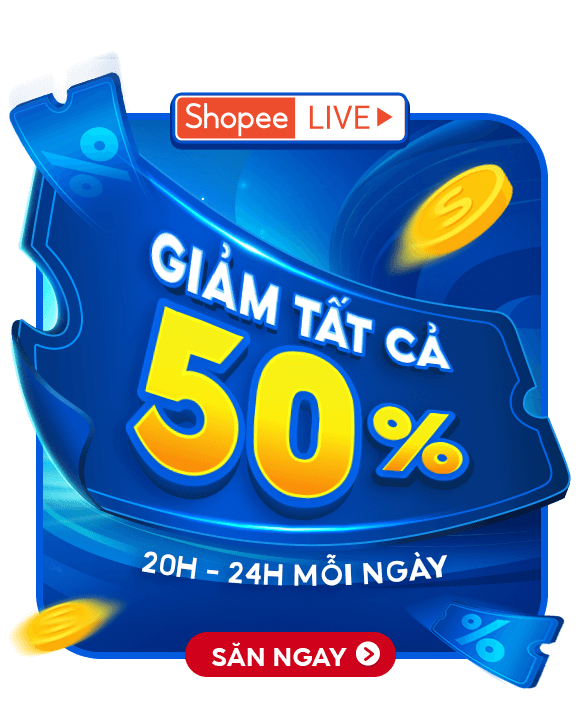 Shopee LIVE
GIẢM TẤT CẢ
50%
20H - 24H MỖI NGÀY
SĂN NGAY